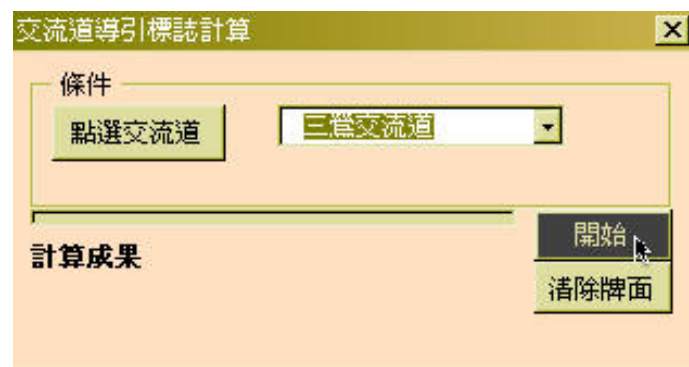 交流道導引標誌計算
條件
點選交流道
三鶯交流道
開始
計算成果
清除牌面